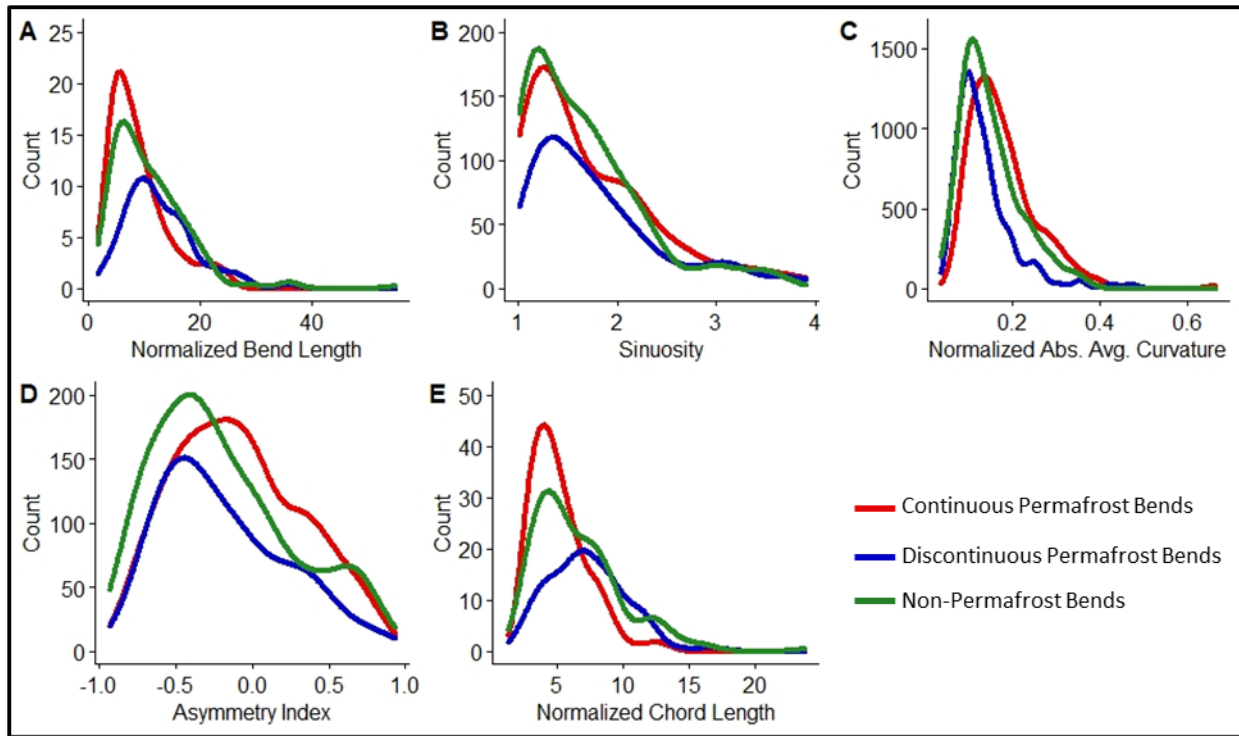 A
25
20
15
10
5
0
Count
0 20 40
Normalized Bend Length
B
200
150
100
50
0
Count
1 2 3 4
Sinuosity
C
1500
1000
500
0
Count
0.2 0.4 0.6
Normalized Abs. Avg. Curvature
D
200
150
100
50
0
Count
-1.0 -0.5 0.0 0.5 1.0
Asymmetry Index
E
50
40
30
20
10
0
Count
5 10 15 20
Normalized Chord Length
Continuous Permafrost Bends
Discontinuous Permafrost Bends
Non-Permafrost Bends